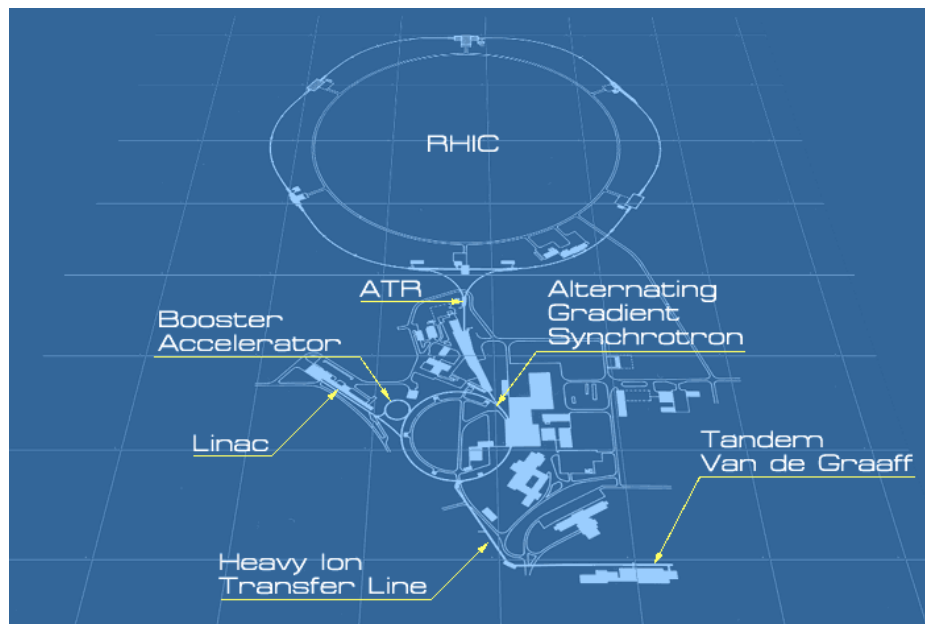 RHIC
ATR
Alternating
Gradient
Synchrotron
Booster
Accelerator
Linac
Tandem
Van de Graaff
Heavy Ion
Transfer Line